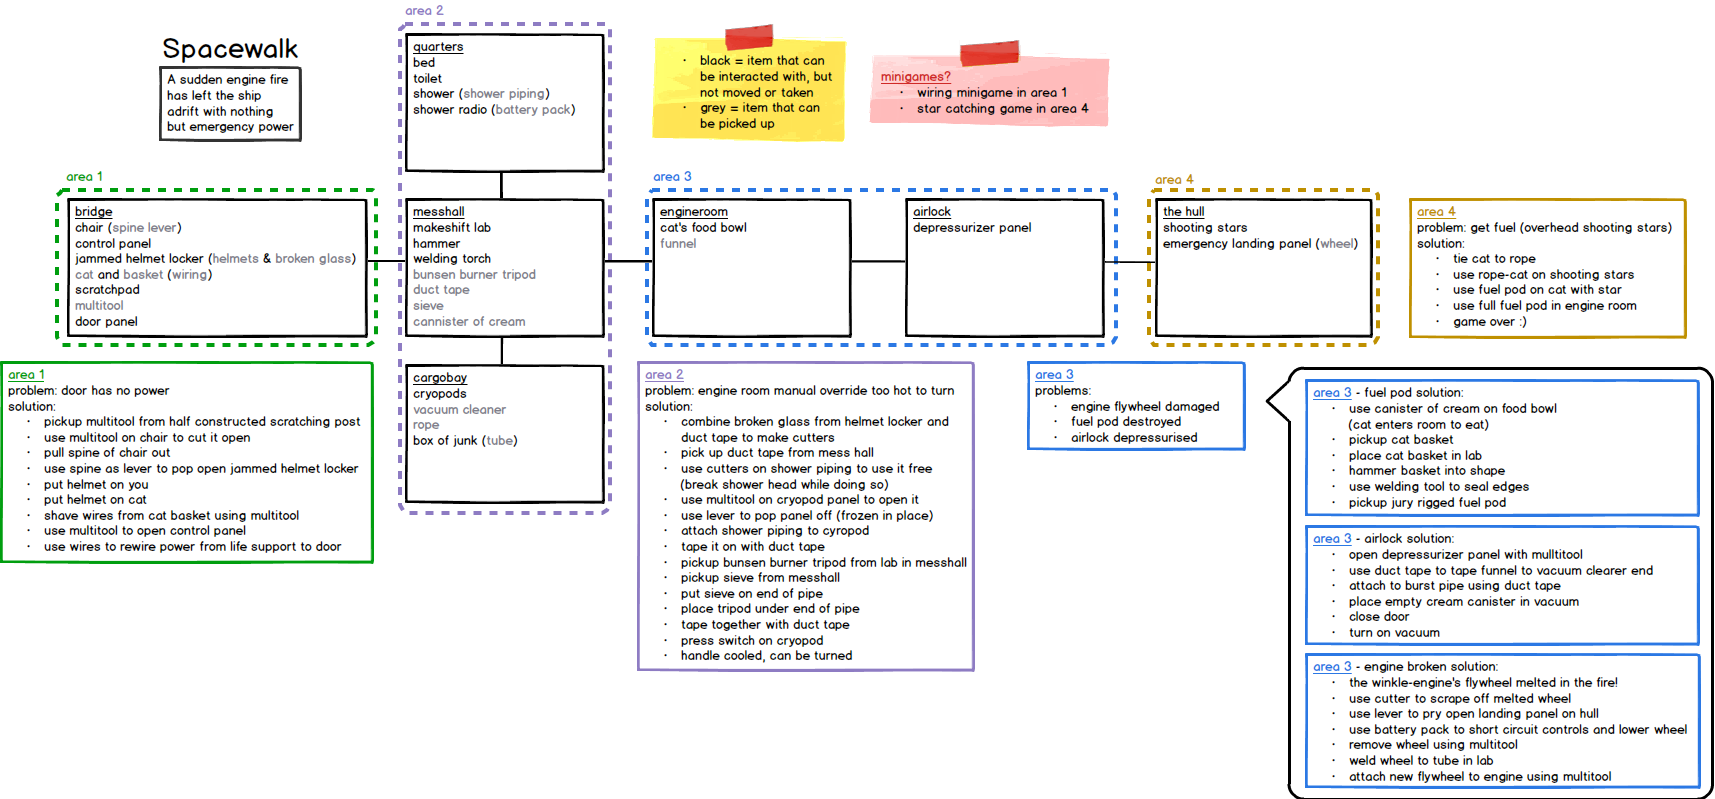 Spacewalk
A sudden engine fire
has left the ship
adrift with nothing
but emergency power
area 2
quarters
bed
toilet
shower (shower piping)
shower radio (battery pack)
· black = item that can
be interacted with, but
not moved or taken
· grey = item that can
be picked up
minigames?
· wiring minigame in area 1
· star catching game in area 4
area 1
bridge
chair (spine lever)
control panel
jammed helmet locker (helmets & broken glass)
cat and basket (wiring)
scratchpad
multitool
door panel
messhall
makeshift lab
hammer
welding torch
bunsen burner tripod
duct tape
sieve
cannister of cream
area 3
engineroom
cat's food bowl
funnel
airlock
depressurizer panel
area 4
the hull
shooting stars
emergency landing panel (wheel)
area 4
problem: get fuel (overhead shooting stars)
solution:
· tie cat to rope
· use rope-cat on shooting stars
· use fuel pod on cat with star
· use full fuel pod in engine room
· game over :)
area 1
problem: door has no power
solution:
· pickup multitool from half constructed scratching post
· use multitool on chair to cut it open
· pull spine of chair out
· use spine as lever to pop open jammed helmet locker
· put helmet on you
· put helmet on cat
· shave wires from cat basket using multitool
· use multitool to open control panel
· use wires to rewire power from life support to door
cargobay
cryopods
vacuum cleaner
rope
box of junk (tube)
area 2
problem: engine room manual override too hot to turn
solution:
· combine broken glass from helmet locker and
duct tape to make cutters
· pick up duct tape from mess hall
· use cutters on shower piping to use it free
(break shower head while doing so)
· use multitool on cryopod panel to open it
· use lever to pop panel off (frozen in place)
· attach shower piping to cyropod
· tape it on with duct tape
· pickup bunsen burner tripod from lab in messhall
· pickup sieve from messhall
· put sieve on end of pipe
· place tripod under end of pipe
· tape together with duct tape
· press switch on cryopod
· handle cooled, can be turned
area 3
problems:
· engine flywheel damaged
· fuel pod destroyed
· airlock depressurised
area 3 - fuel pod solution:
· use canister of cream on food bowl
(cat enters room to eat)
· pickup cat basket
· place cat basket in lab
· hammer basket into shape
· use welding tool to seal edges
· pickup jury rigged fuel pod
area 3 - airlock solution:
· open depressurizer panel with mulltitool
· use duct tape to tape funnel to vacuum clearer end
· attach to burst pipe using duct tape
· place empty cream canister in vacuum
· close door
· turn on vacuum
area 3 - engine broken solution:
· the winkle-engine's flywheel melted in the fire!
· use cutter to scrape off melted wheel
· use lever to pry open landing panel on hull
· use battery pack to short circuit controls and lower wheel
· remove wheel using multitool
· weld wheel to tube in lab
· attach new flywheel to engine using multitool